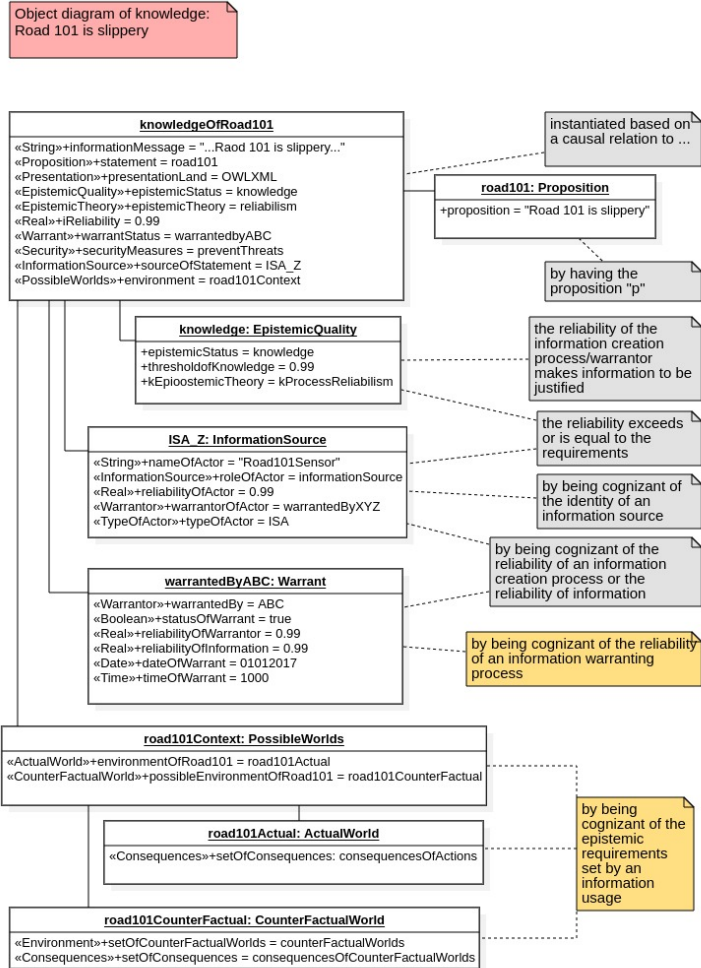 Object diagram of knowledge:
Road 101 is slippery
knowledgeOfRoad101
«String»+informationMessage = "...Raod 101 is slippery..."
«Proposition»+statement = road101
«Presentation»+presentationLand = OWLXML
«EpistemicQuality»+epistemicStatus = knowledge
«EpistemicTheory»+epistemicTheory = reliabilism
«Real»+iReliability = 0.99
«Warrant»+warrantStatus = warrantedbyABC
«Security»+securityMeasures = preventThreats
«InformationSource»+sourceOfStatement = ISA_Z
«PossibleWorlds»+environment = road101Context
instantiated based on
a causal relation to ...
road101: Proposition
+proposition = "Road 101 is slippery"
by having the
proposition "p"
knowledge: EpistemicQuality
+epistemicStatus = knowledge
+thresholdofKnowledge = 0.99
+kEpioostemicTheory = kProcessReliabilism
the reliability of the
information creation
process/warrantor
makes information to be
justified
the reliability exceeds
or is equal to the
requirements
ISA_Z: InformationSource
«String»+nameOfActor = "Road101Sensor"
«InformationSource»+roleOfActor = informationSource
«Real»+reliabilityOfActor = 0.99
«Warrantor»+warrantorOfActor = warrantedByXYZ
«TypeOfActor»+typeOfActor = ISA
by being cognizant of
the identity of an
information source
by being cognizant of the
reliability of an information
creation process or the
reliability of information
warrantedByABC: Warrant
«Warrantor»+warrantedBy = ABC
«Boolean»+statusOfWarrant = true
«Real»+reliabilityOfWarrantor = 0.99
«Real»+reliabilityOfInformation = 0.99
«Date»+dateOfWarrant = 01012017
«Time»+timeOfWarrant = 1000
by being cognizant of the reliability
of an information warranting
process
road101Context: PossibleWorlds
«ActualWorld»+environmentOfRoad101 = road101Actual
«CounterFactualWorld»+possibleEnvironmentOfRoad101 = road101CounterFactual
road101Actual: ActualWorld
«Consequences»+setOfConsequences: consequencesOfActions
by being
cognizant of the
epistemic
requirements
set by an
information
usage
road101CounterFactual: CounterFactualWorld
«Environment»+setOfCounterFactualWorlds = counterFactualWorlds
«Consequences»+setOfConsequences = consequencesOfCounterFactualWorlds